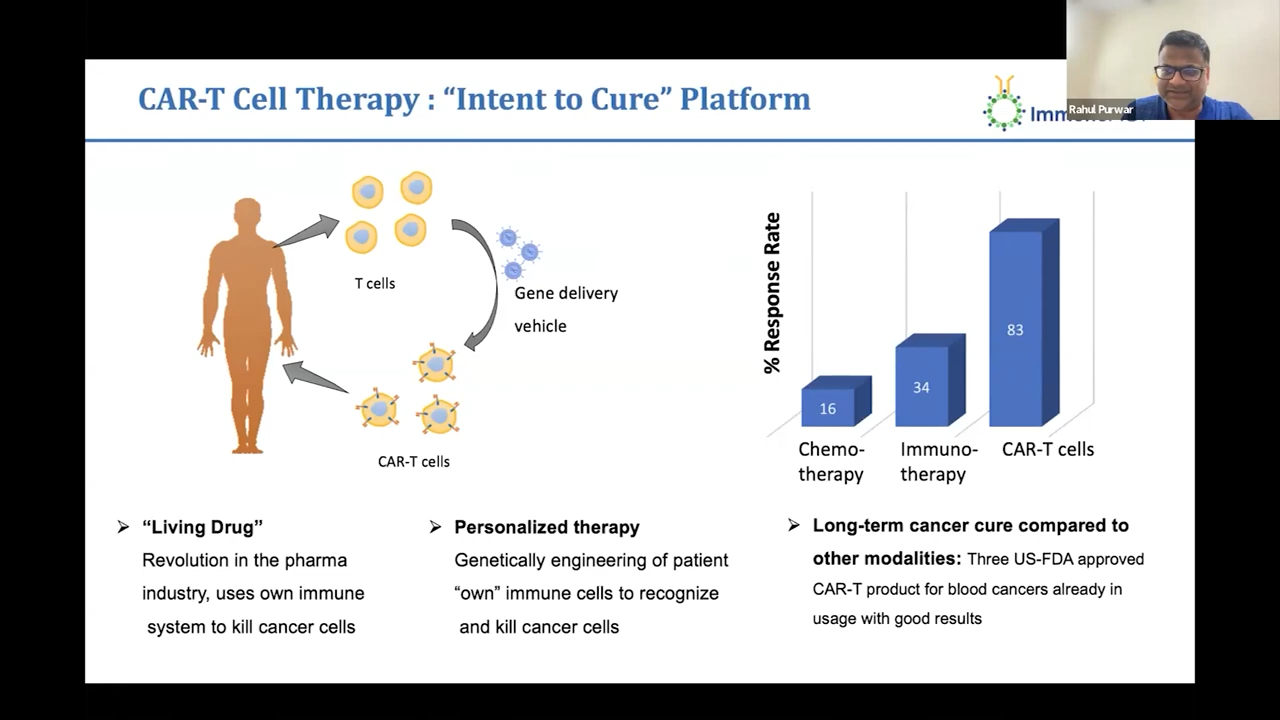 CAR-T Cell Therapy : “Intent to Cure” Platform
Rahul Purwar
T cells
Gene delivery
vehicle
CAR-T cells
% Response Rate
16
34
83
Chemo-
therapy
Immuno-
therapy
CAR-T cells
➢ “Living Drug”
Revolution in the pharma
industry, uses own immune
system to kill cancer cells
➢ Personalized therapy
Genetically engineering of patient
“own” immune cells to recognize
and kill cancer cells
➢ Long-term cancer cure compared to
other modalities: Three US-FDA approved
CAR-T product for blood cancers already in
usage with good results